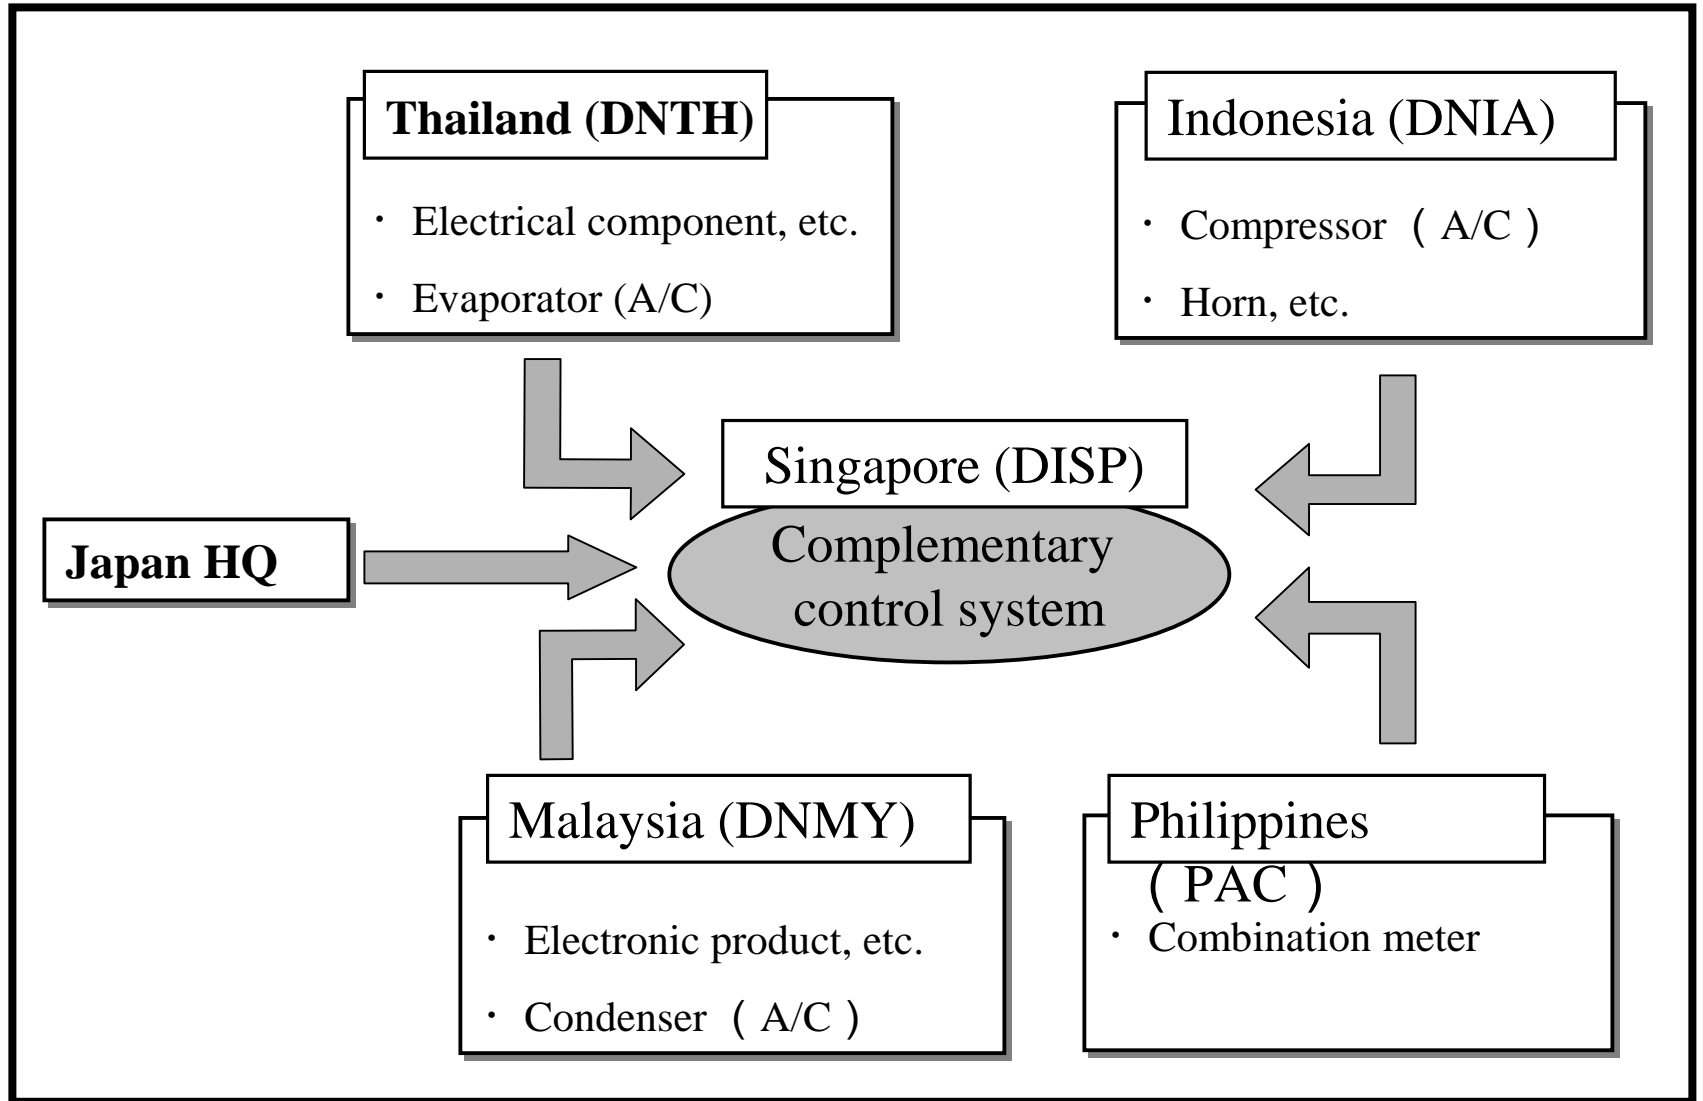 Thailand (DNTH)
・ Electrical component, etc.
・ Evaporator (A/C)
Indonesia (DNIA)
・ Compressor （A/C）
・ Horn, etc.
Singapore (DISP)
Complementary
control system
Japan HQ
Malaysia (DNMY)
・ Electronic product, etc.
・ Condenser （A/C）
Philippines
（PAC）
・ Combination meter